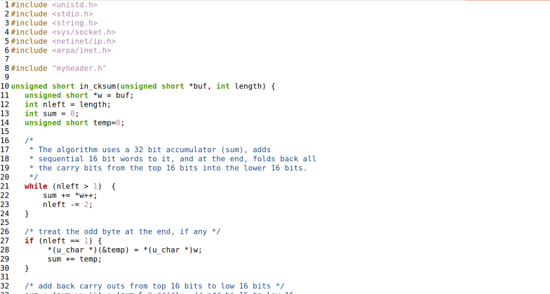 1 #include <unistd.h>
2 #include <stdio.h>
3 #include <string.h>
4 #include <sys/socket.h>
5 #include <netinet/ip.h>
6 #include <arpa/inet.h>
7
8 #include "myheader.h"
9
10 unsigned short in_cksum(unsigned short *buf, int length) {
11    unsigned short *w = buf;
12    int nleft = length;
13    int sum = 0;
14    unsigned short temp=0;
15
16    /*
17     * The algorithm uses a 32 bit accumulator (sum), adds
18     * sequential 16 bit words to it, and at the end, folds back all
19     * the carry bits from the top 16 bits into the lower 16 bits.
20     */
21    while (nleft > 1)  {
22        sum += *w++;
23        nleft -= 2;
24    }
25
26    /* treat the odd byte at the end, if any */
27    if (nleft == 1) {
28         *(u_char *)(&temp) = *(u_char *)w;
29         sum += temp;
30    }
31
32    /* add back carry outs from top 16 bits to low 16 bits */